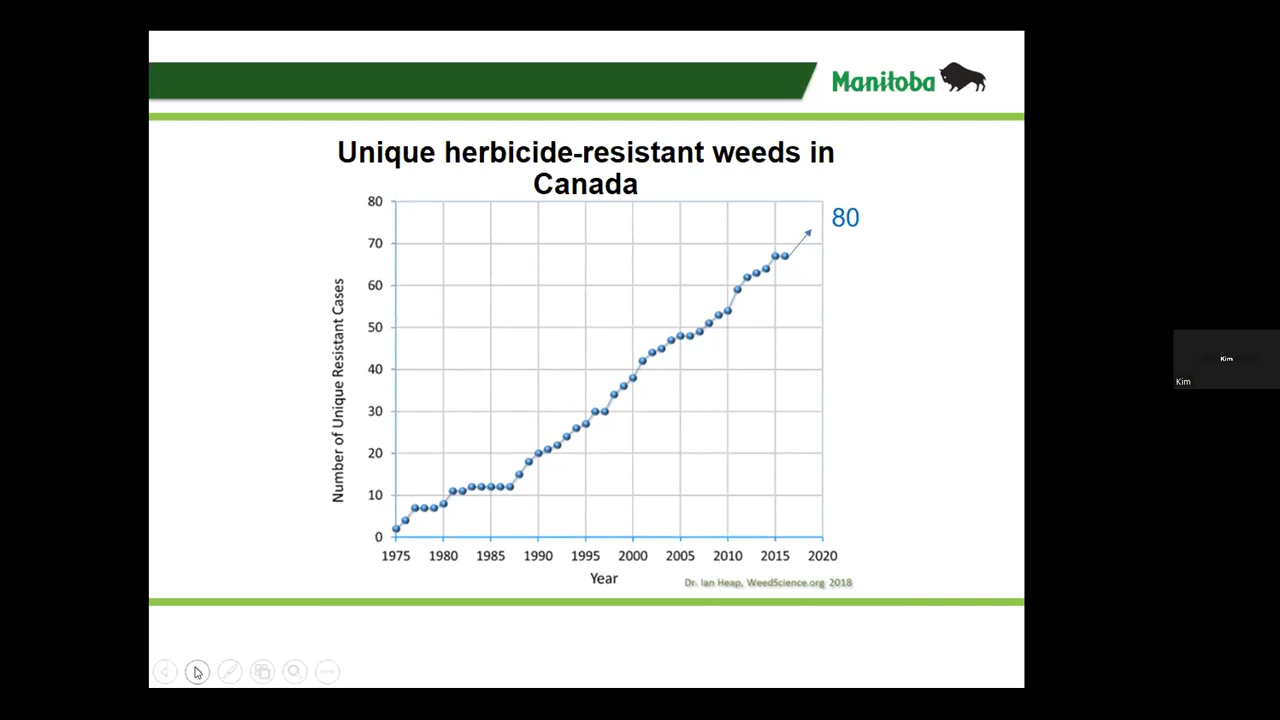 Manitoba
Unique herbicide-resistant weeds in
Canada
80
80
70
60
50
40
30
20
10
0
Number of Unique Resistant Cases
1975 1980 1985 1990 1995 2000 2005 2010 2015 2020
Year
Dr. Ian Heap, WeedScience.org 2018
Kim
Kim